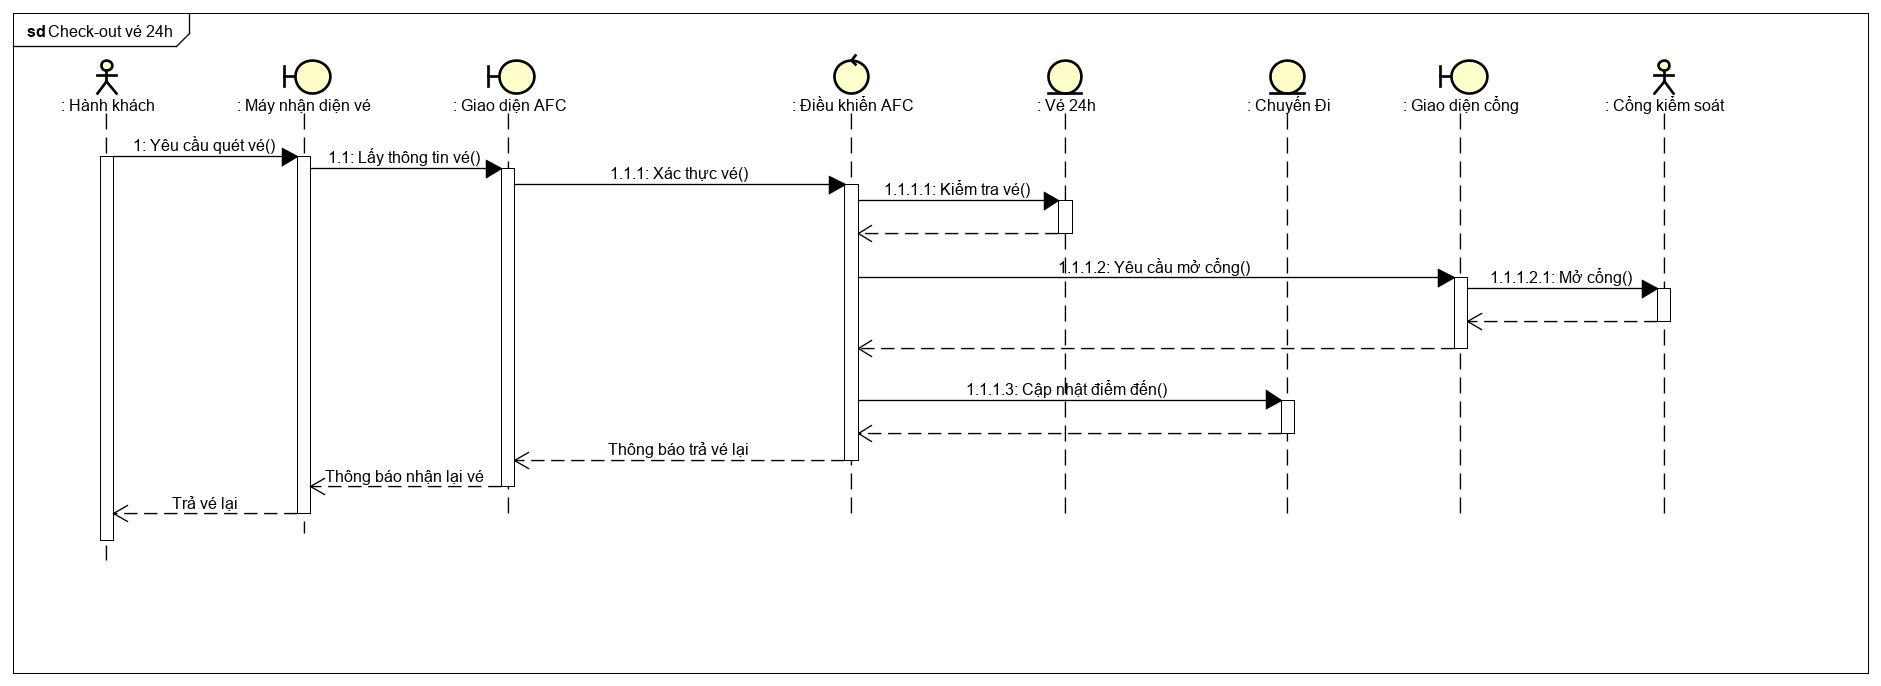 sd Check-out vé 24h
: Hành khách
: Máy nhận diện vé
: Giao diện AFC
: Điều khiển AFC
: Vé 24h
: Chuyến Đi
: Giao diện cổng
: Cổng kiểm soát
1: Yêu cầu quét vé()
1.1: Lấy thông tin vé()
1.1.1: Xác thực vé()
1.1.1.1: Kiểm tra vé()
1.1.1.2: Yêu cầu mở cổng()
1.1.1.2.1: Mở cổng()
1.1.1.3: Cập nhật điểm đến()
Thông báo trả vé lại
Thông báo nhận lại vé
Trả vé lại